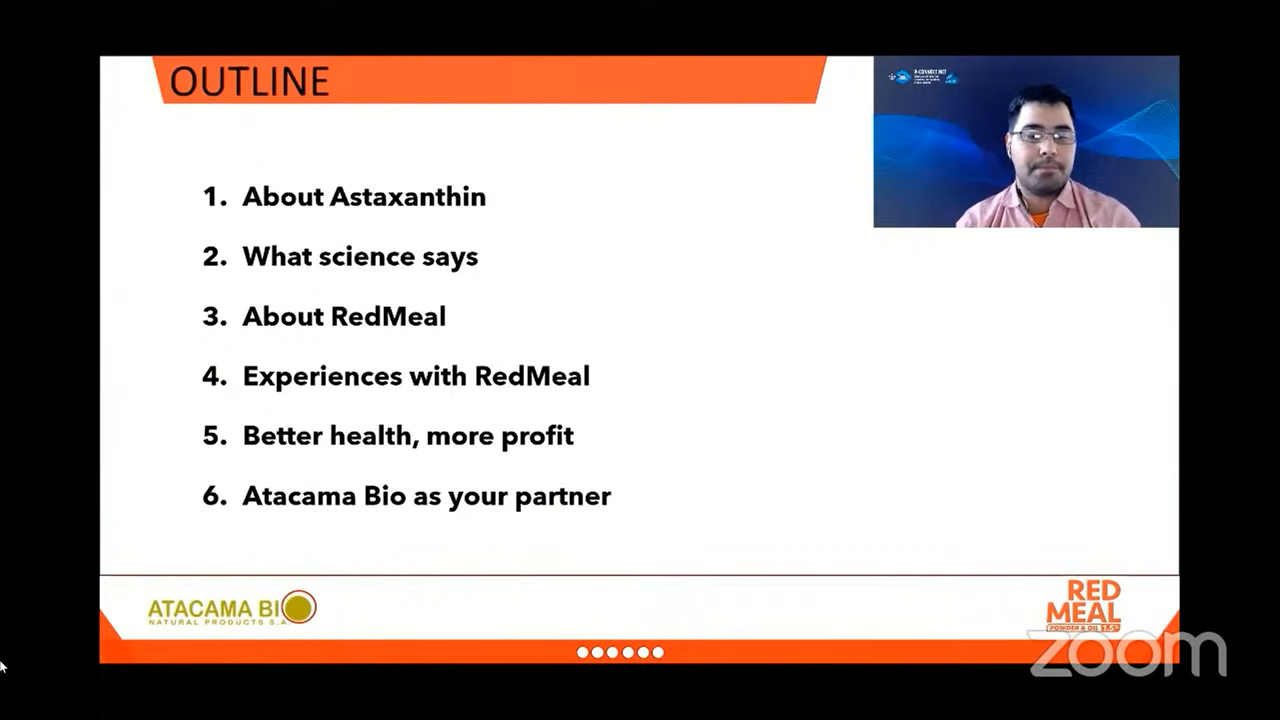 OUTLINE
1. About Astaxanthin
2. What science says
3. About RedMeal
4. Experiences with RedMeal
5. Better health, more profit
6. Atacama Bio as your partner
ATACAMA BIO
NATURAL PRODUCTS S.A
RED
MEAL
POWDER & OIL 1.5%
zoom